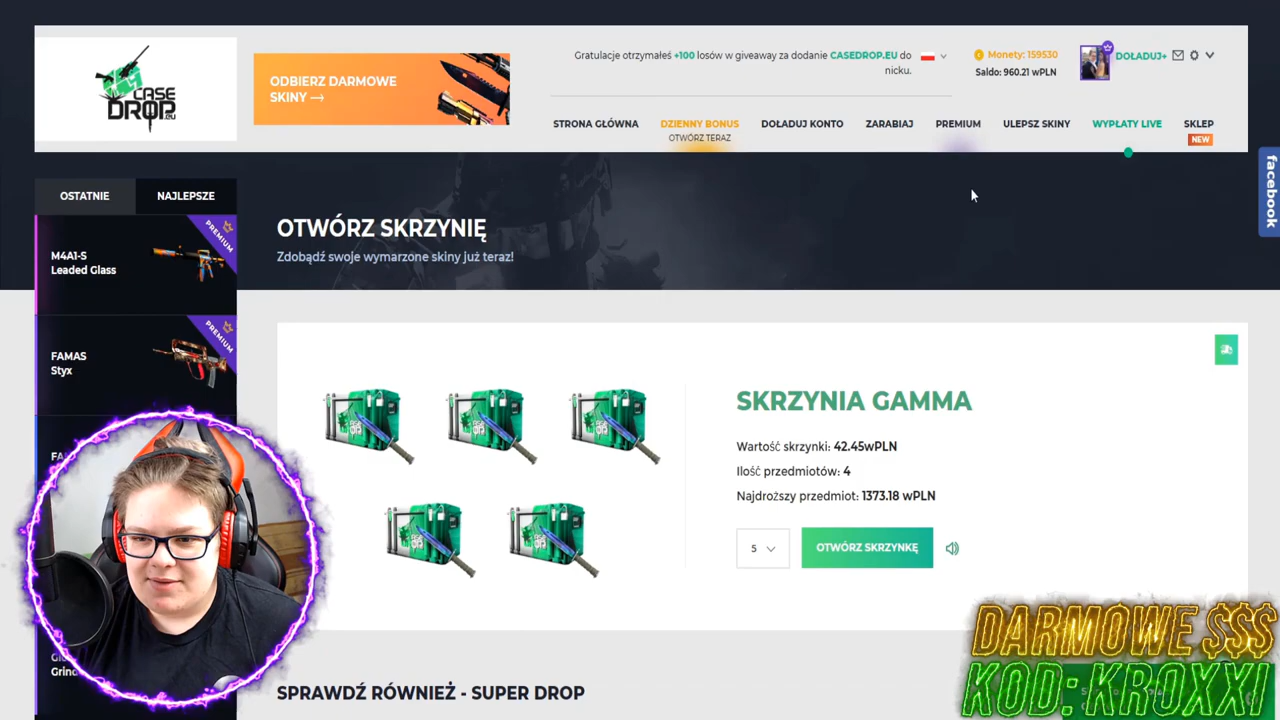 CASE
DROP.EU
ODBIERZ DARMOWE
SKINY →
Gratulacje otrzymałeś +100 losów w giveaway za dodanie CASEDROP.EU do
nicku.
Monety: 159530
Saldo: 960.21 wPLN
DOŁADUJ+
STRONA GŁÓWNA
DZIENNY BONUS
OTWÓRZ TERAZ
DOŁADUJ KONTO
ZARABIAJ
PREMIUM
ULEPSZ SKINY
WYPŁATY LIVE
SKLEP
NEW
facebook
OSTATNIE
NAJLEPSZE
PREMIUM
M4A1-S
Leaded Glass
PREMIUM
FAMAS
Styx
OTWÓRZ SKRZYNIĘ
Zdobądź swoje wymarzone skiny już teraz!
SKRZYNIA GAMMA
Wartość skrzynki: 42.45wPLN
Ilość przedmiotów: 4
Najdroższy przedmiot: 1373.18 wPLN
5
OTWÓRZ SKRZYNKĘ
SPRAWDŹ RÓWNIEŻ - SUPER DROP
DARMOWE $$$
KOD: KROXXI